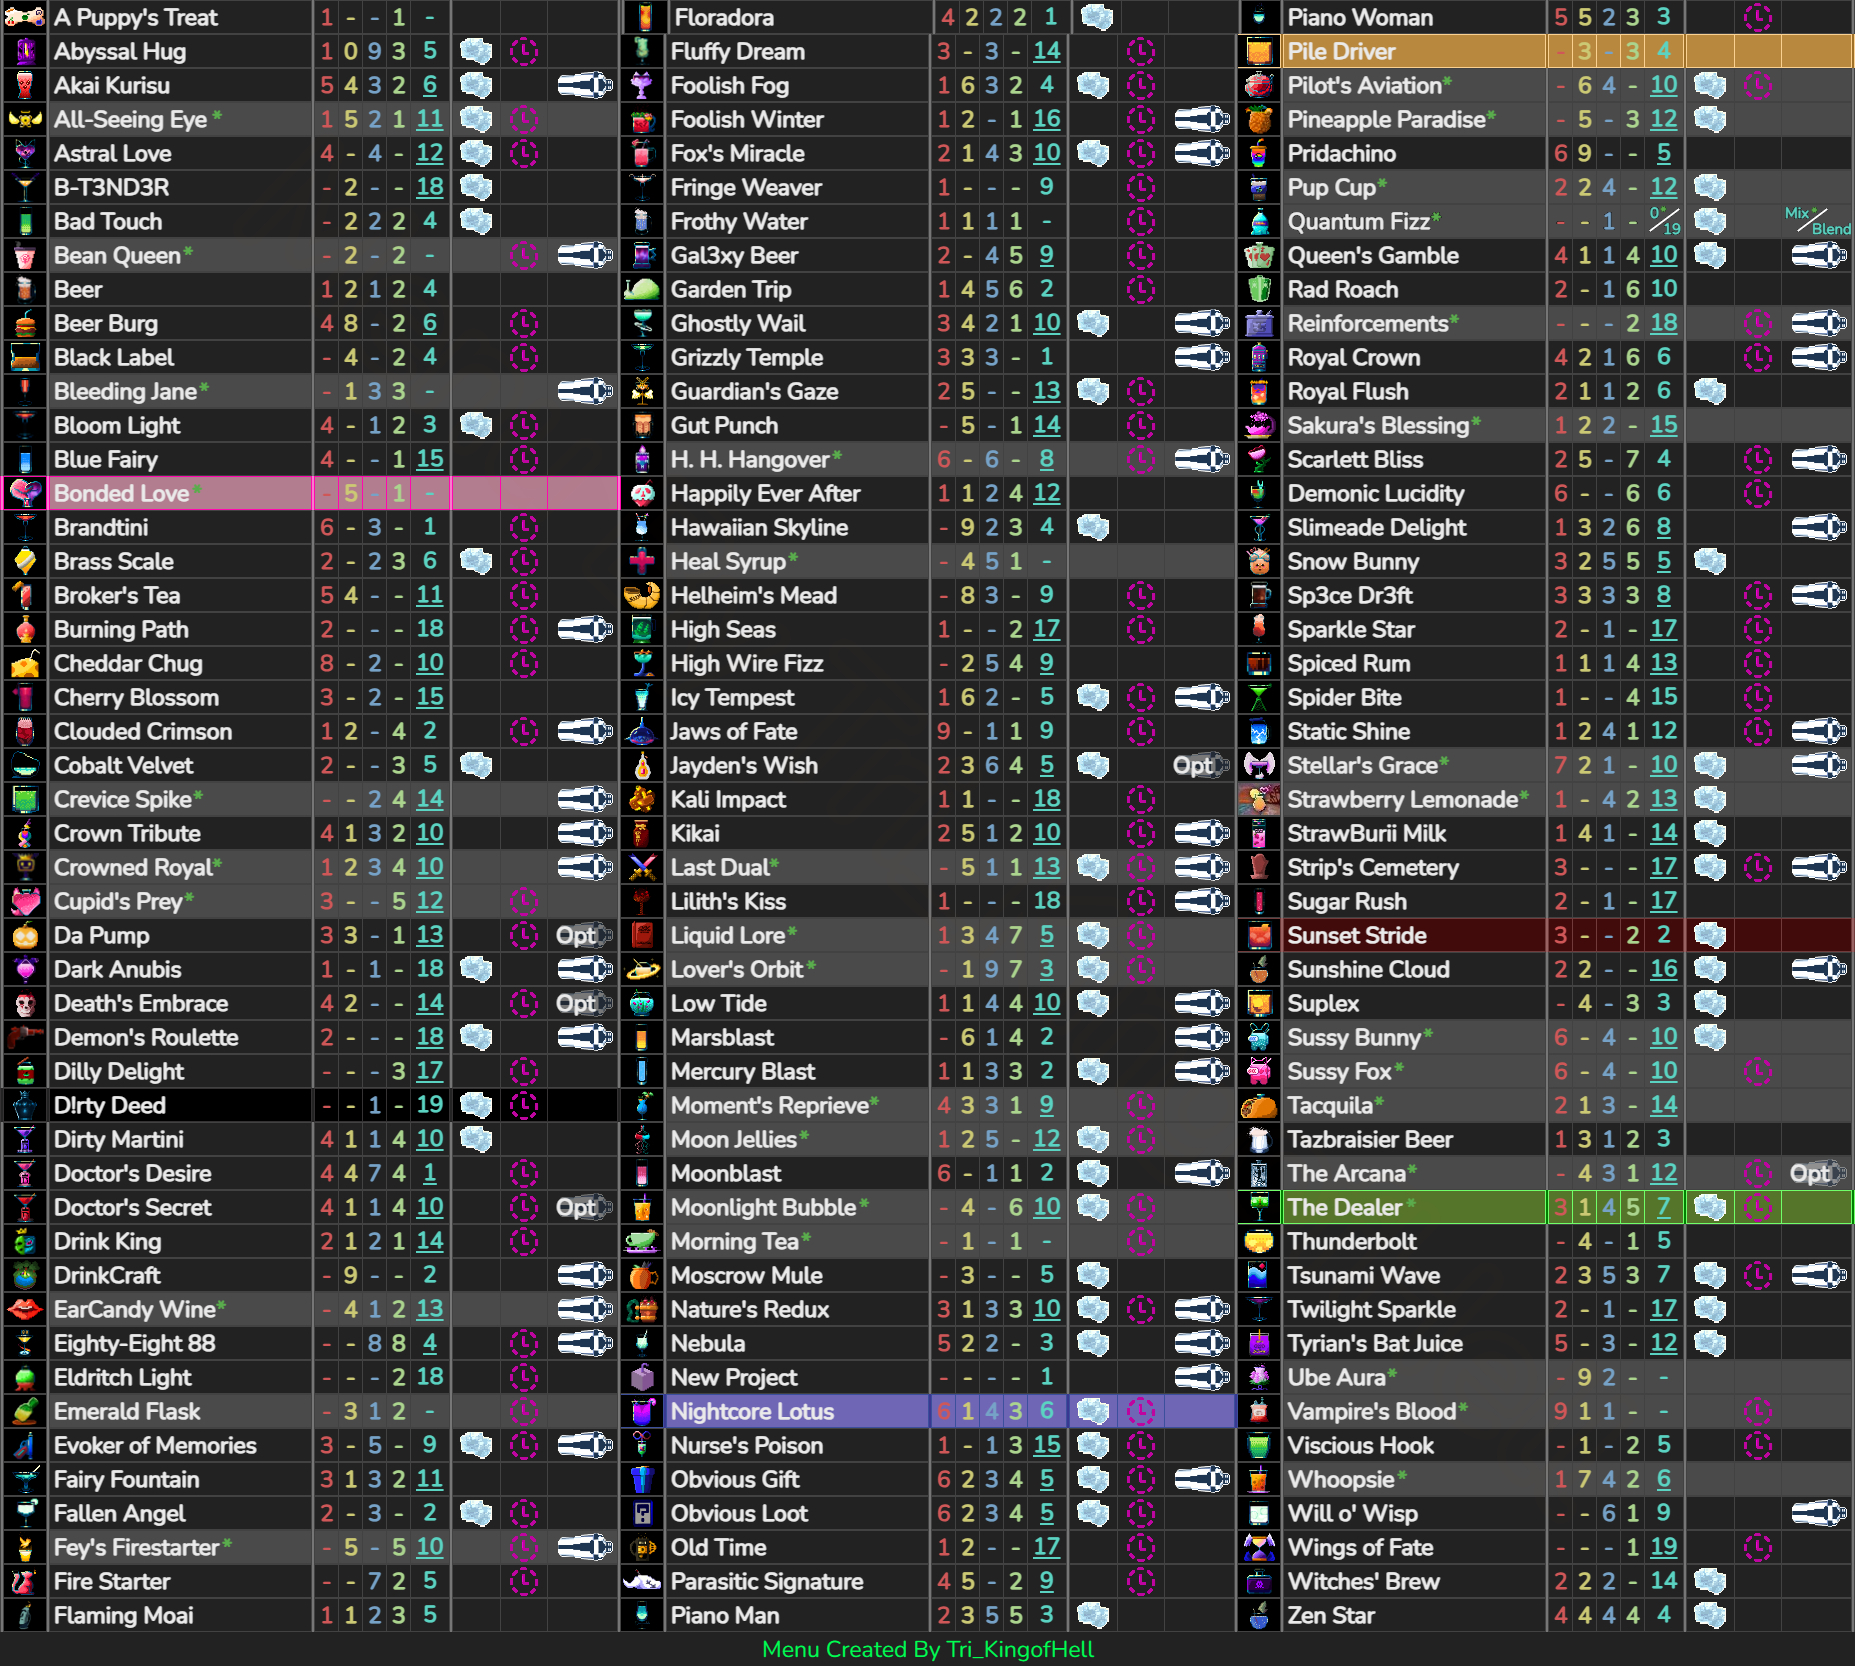 A Puppy's Treat 1 - - 1 -
Abyssal Hug 1 0 9 3 5
Akai Kurisu 5 4 3 2 6
All-Seeing Eye * 1 5 2 1 11
Astral Love 4 - 4 - 12
B-T3ND3R - 2 - - 18
Bad Touch - 2 2 2 4
Bean Queen* - 2 - 2 -
Beer 1 2 1 2 4
Beer Burg 4 8 - 2 6
Black Label - 4 - 2 4
Bleeding Jane* - 1 3 3 -
Bloom Light 4 - 1 2 3
Blue Fairy 4 - - 1 15
Bonded Love* - 5 - 1 -
Brandtini 6 - 3 - 1
Brass Scale 2 - 2 3 6
Broker's Tea 5 4 - - 11
Burning Path 2 - - - 18
Cheddar Chug 8 - 2 - 10
Cherry Blossom 3 - 2 - 15
Clouded Crimson 1 2 - 4 2
Cobalt Velvet 2 - - 3 5
Crevice Spike* - - 2 4 14
Crown Tribute 4 1 3 2 10
Crowned Royal* 1 2 3 4 10
Cupid's Prey* 3 - - 5 12
Da Pump 3 3 - 1 13 Opt
Dark Anubis 1 - 1 - 18
Death's Embrace 4 2 - - 14 Opt
Demon's Roulette 2 - - - 18
Dilly Delight - - - 3 17
D!rty Deed - - 1 - 19
Dirty Martini 4 1 1 4 10
Doctor's Desire 4 4 7 4 1
Doctor's Secret 4 1 1 4 10 Opt
Drink King 2 1 2 1 14
DrinkCraft - 9 - - 2
EarCandy Wine* - 4 1 2 13
Eighty-Eight 88 - - 8 8 4
Eldritch Light - - - 2 18
Emerald Flask - 3 1 2 -
Evoker of Memories 3 - 5 - 9
Fairy Fountain 3 1 3 2 11
Fallen Angel 2 - 3 - 2
Fey's Firestarter* - 5 - 5 10
Fire Starter - - 7 2 5
Flaming Moai 1 1 2 3 5
Floradora 4 2 2 2 1
Fluffy Dream 3 - 3 - 14
Foolish Fog 1 6 3 2 4
Foolish Winter 1 2 - 1 16
Fox's Miracle 2 1 4 3 10
Fringe Weaver 1 - - - 9
Frothy Water 1 1 1 1 -
Gal3xy Beer 2 - 4 5 9
Garden Trip 1 4 5 6 2
Ghostly Wail 3 4 2 1 10
Grizzly Temple 3 3 3 - 1
Guardian's Gaze 2 5 - - 13
Gut Punch - 5 - 1 14
H. H. Hangover* 6 - 6 - 8
Happily Ever After 1 1 2 4 12
Hawaiian Skyline - 9 2 3 4
Heal Syrup* - 4 5 1 -
Helheim's Mead - 8 3 - 9
High Seas 1 - - 2 17
High Wire Fizz - 2 5 4 9
Icy Tempest 1 6 2 - 5
Jaws of Fate 9 - 1 1 9
Jayden's Wish 2 3 6 4 5 Opt
Kali Impact 1 1 - - 18
Kikai 2 5 1 2 10
Last Dual* - 5 1 1 13
Lilith's Kiss 1 - - - 18
Liquid Lore* 1 3 4 7 5
Lover's Orbit* - 1 9 7 3
Low Tide 1 1 4 4 10
Marsblast - 6 1 4 2
Mercury Blast 1 1 3 3 2
Moment's Reprieve* 4 3 3 1 9
Moon Jellies* 1 2 5 - 12
Moonblast 6 - 1 1 2
Moonlight Bubble* - 4 - 6 10
Morning Tea* - 1 - 1 -
Moscrow Mule - 3 - - 5
Nature's Redux 3 1 3 3 10
Nebula 5 2 2 - 3
New Project - - - - 1
Nightcore Lotus 6 1 4 3 6
Nurse's Poison 1 - 1 3 15
Obvious Gift 6 2 3 4 5
Obvious Loot 6 2 3 4 5
Old Time 1 2 - - 17
Parasitic Signature 4 5 - 2 9
Piano Man 2 3 5 5 3
Piano Woman 5 5 2 3 3
Pile Driver - 3 - 3 4
Pilot's Aviation* - 6 4 - 10
Pineapple Paradise* - 5 - 3 12
Pridachino 6 9 - - 5
Pup Cup* 2 2 4 - 12
Quantum Fizz* - - 1 - 0*/19 Mix*/Blend
Queen's Gamble 4 1 1 4 10
Rad Roach 2 - 1 6 10
Reinforcements* - - - 2 18
Royal Crown 4 2 1 6 6
Royal Flush 2 1 1 2 6
Sakura's Blessing* 1 2 2 - 15
Scarlett Bliss 2 5 - 7 4
Demonic Lucidity 6 - - 6 6
Slimeade Delight 1 3 2 6 8
Snow Bunny 3 2 5 5 5
Sp3ce Dr3ft 3 3 3 3 8
Sparkle Star 2 - 1 - 17
Spiced Rum 1 1 1 4 13
Spider Bite 1 - - 4 15
Static Shine 1 2 4 1 12
Stellar's Grace* 7 2 1 - 10
Strawberry Lemonade* 1 - 4 2 13
StrawBurii Milk 1 4 1 - 14
Strip's Cemetery 3 - - - 17
Sugar Rush 2 - 1 - 17
Sunset Stride 3 - - 2 2
Sunshine Cloud 2 2 - - 16
Suplex - 4 - 3 3
Sussy Bunny* 6 - 4 - 10
Sussy Fox* 6 - 4 - 10
Tacquila* 2 1 3 - 14
Tazbraisier Beer 1 3 1 2 3
The Arcana* - 4 3 1 12 Opt
The Dealer* 3 1 4 5 7
Thunderbolt - 4 - 1 5
Tsunami Wave 2 3 5 3 7
Twilight Sparkle 2 - 1 - 17
Tyrian's Bat Juice 5 - 3 - 12
Ube Aura* - 9 2 - -
Vampire's Blood* 9 1 1 - -
Viscious Hook - 1 - 2 5
Whoopsie* 1 7 4 2 6
Will o' Wisp - - 6 1 9
Wings of Fate - - - 1 19
Witches' Brew 2 2 2 - 14
Zen Star 4 4 4 4 4
Menu Created By Tri_KingofHell